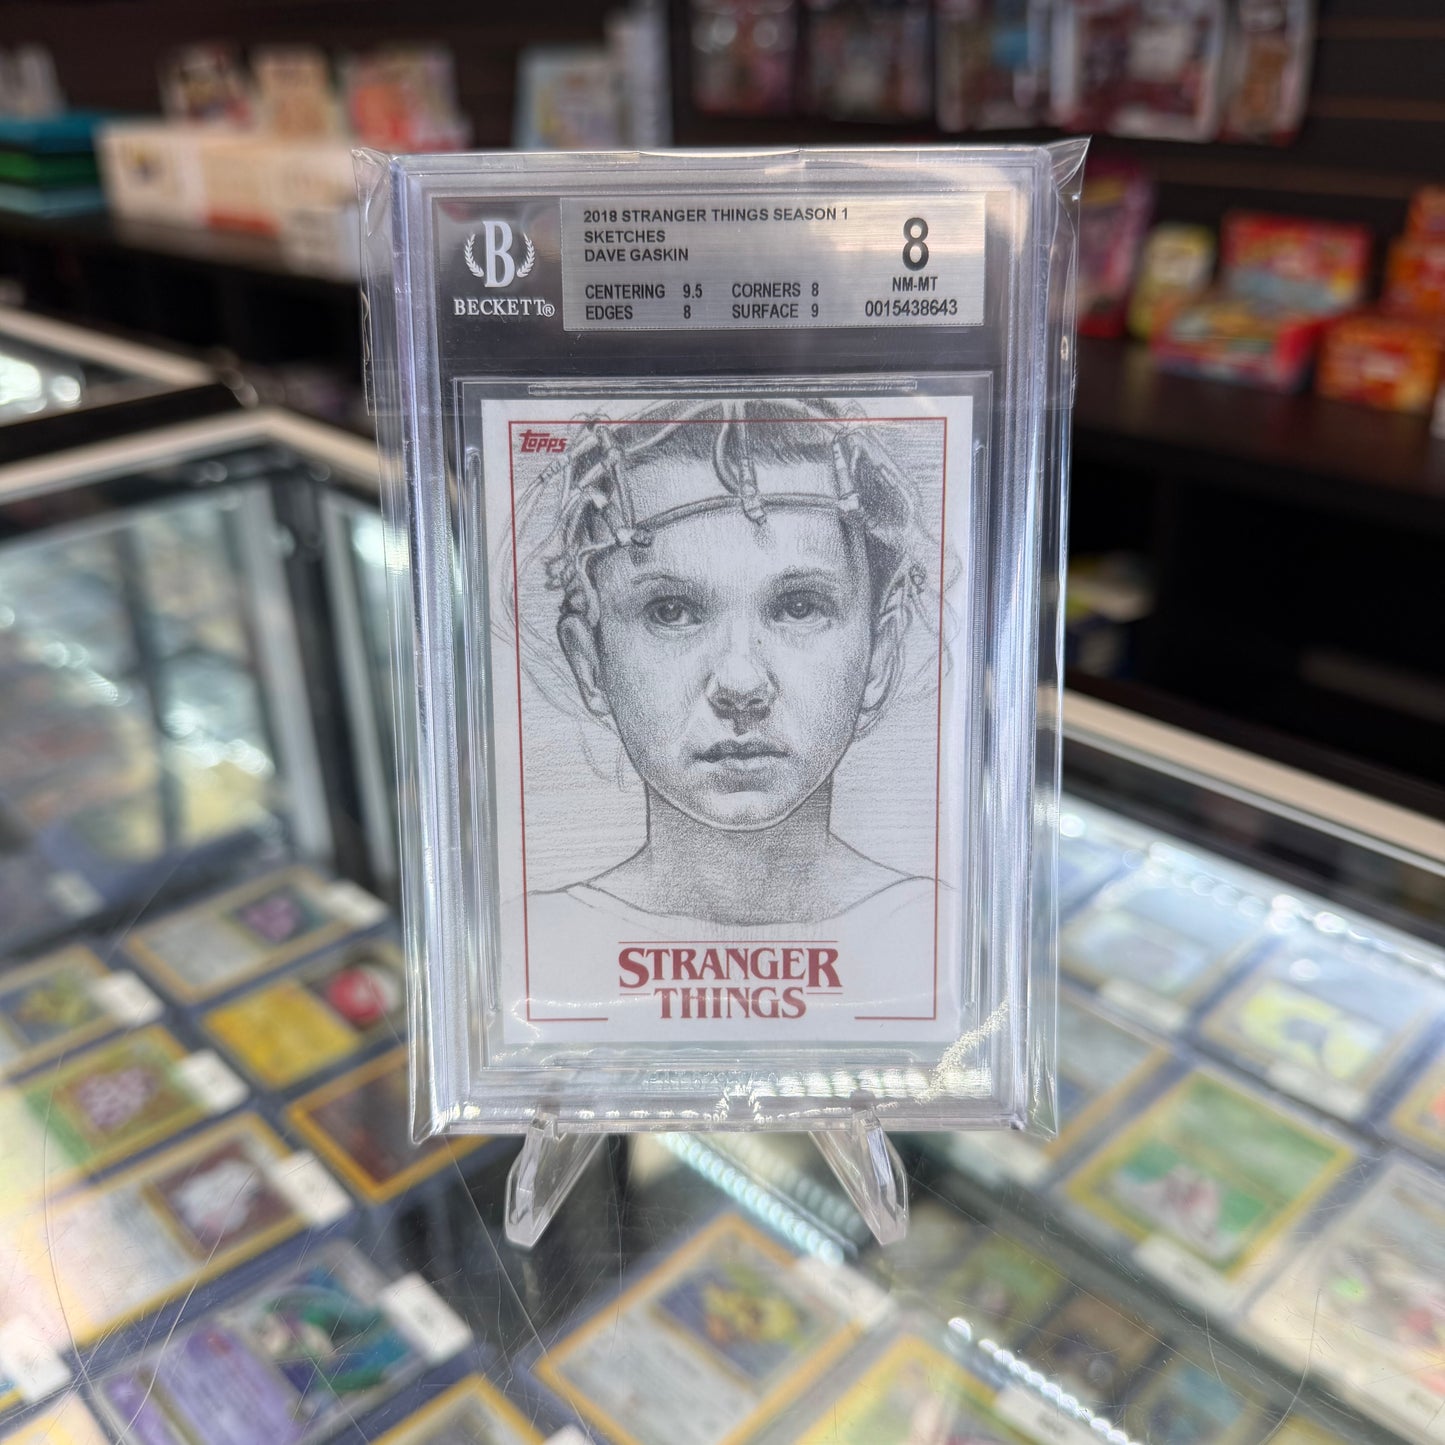 B
BECKETT®
2018 STRANGER THINGS SEASON 1
SKETCHES
DAVE GASKIN
CENTERING 9.5 CORNERS 8
EDGES 8 SURFACE 9
8
NM-MT
0015438643
topps
STRANGER
THINGS